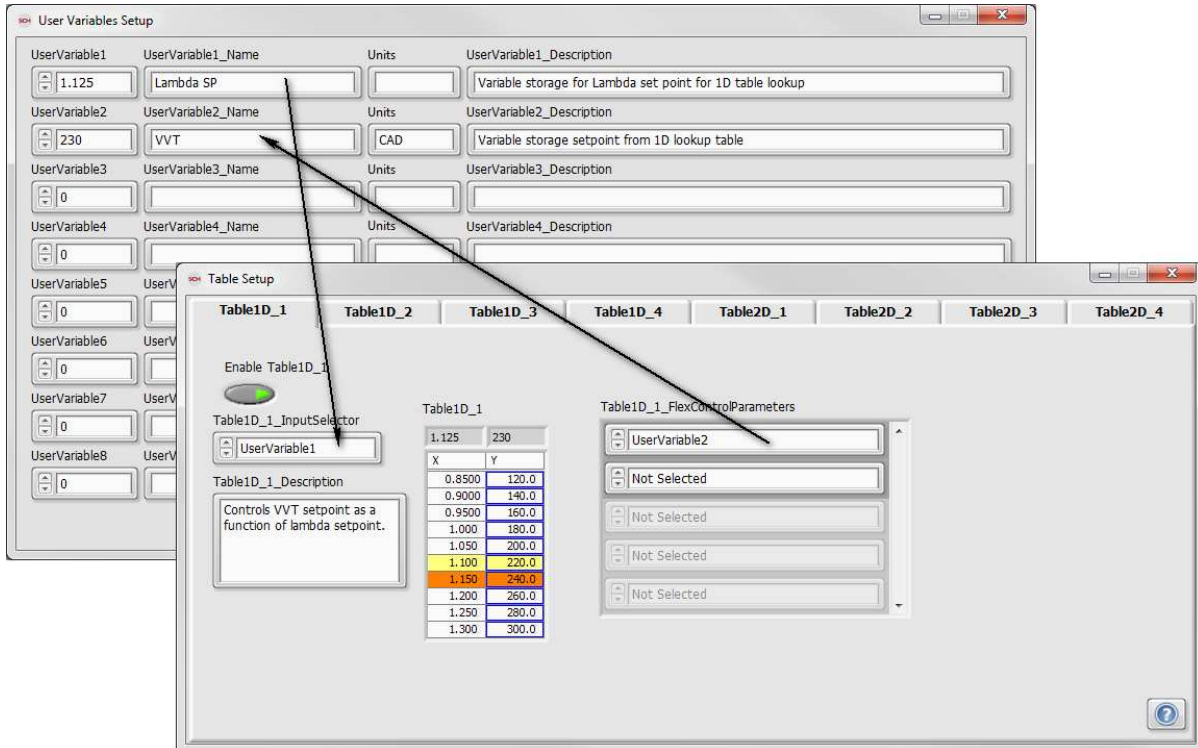 SCM User Variables Setup
UserVariable1 UserVariable1_Name Units UserVariable1_Description
1.125 Lambda SP Variable storage for Lambda set point for 1D table lookup
UserVariable2 UserVariable2_Name Units UserVariable2_Description
230 VVT CAD Variable storage setpoint from 1D lookup table
UserVariable3 UserVariable3_Name Units UserVariable3_Description
0
UserVariable4 UserVariable4_Name Units UserVariable4_Description
0
UserVariable5 UserV
0
UserVariable6 UserV
0
UserVariable7 UserV
0
UserVariable8 UserV
0
Table Setup
Table1D_1 Table1D_2 Table1D_3 Table1D_4 Table2D_1 Table2D_2 Table2D_3 Table2D_4
Enable Table1D_1
Table1D_1_InputSelector
UserVariable1
Table1D_1_Description
Controls VVT setpoint as a
function of lambda setpoint.
Table1D_1
1.125 230
X Y
0.8500 120.0
0.9000 140.0
0.9500 160.0
1.000 180.0
1.050 200.0
1.100 220.0
1.150 240.0
1.200 260.0
1.250 280.0
1.300 300.0
Table1D_1_FlexControlParameters
UserVariable2
Not Selected
Not Selected
Not Selected
Not Selected
?